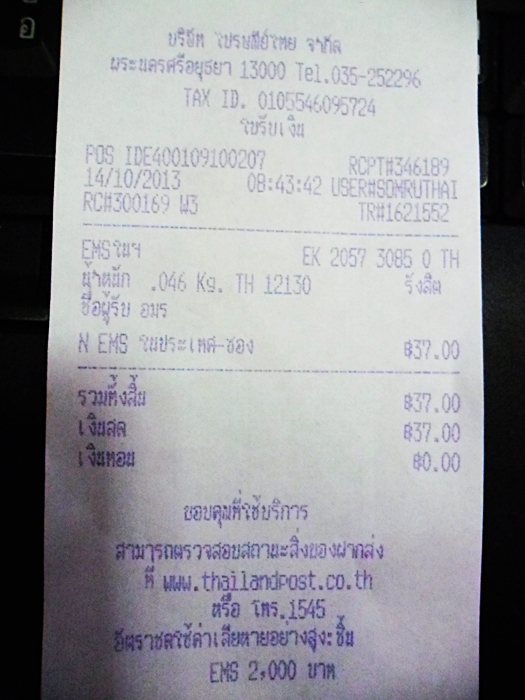 บริษัท ไปรษณีย์ไทย จำกัด
พระนครศรีอยุธยา 13000 Tel.035-252296
TAX ID. 0105546095724
ใบรับเงิน
POS IDE400109100207 RCPT#346189
14/10/2013 08:43:42 USER#SOMRUTHAI
RC#300169 W3 TR#1621552
EMSในฯ EK 2057 3085 0 TH
น้ำหนัก .046 Kg. TH 12130 รังสิต
ชื่อผู้รับ อมร
N EMS ในประเทศ-ซอง ฿37.00
รวมทั้งสิ้น ฿37.00
เงินสด ฿37.00
เงินทอน ฿0.00
ขอบคุณที่ใช้บริการ
สามารถตรวจสอบสถานะสิ่งของฝากส่ง
ที่ www.thailandpost.co.th
หรือ โทร.1545
อัตราชดใช้ค่าเสียหายอย่างสูงะชิ้น
EMS 2,000 บาท